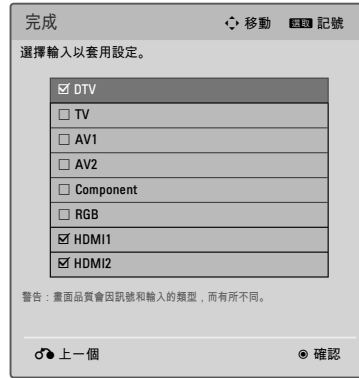 完成 移動 選取 記號
選擇輸入以套用設定。
DTV
TV
AV1
AV2
Component
RGB
HDMI1
HDMI2
警告：畫面品質會因訊號和輸入的類型，而有所不同。
上一個 確認